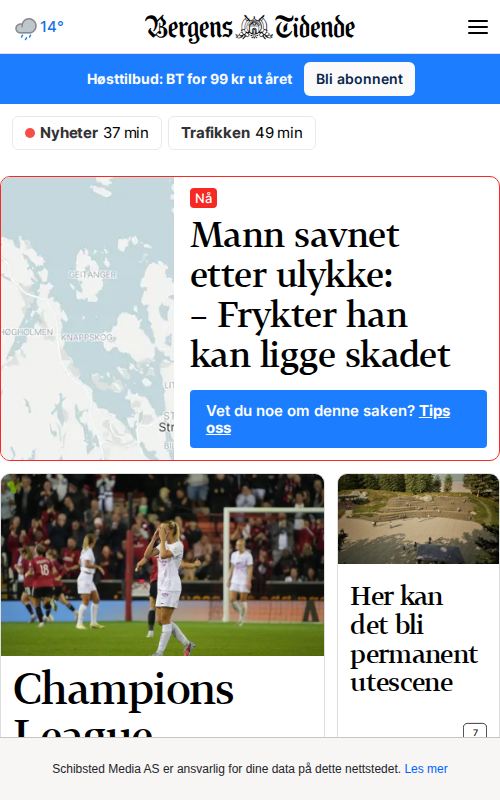 14°
Bergens Tidende
Høsttilbud: BT for 99 kr ut året
Bli abonnent
Nyheter 37 min
Trafikken 49 min
Nå
Mann savnet
etter ulykke:
– Frykter han
kan ligge skadet
GEITANGER
HØGHOLMEN
KNAPPSKOG
Vet du noe om denne saken? Tips
oss
Champions
League
Her kan
det bli
permanent
utescene
7
Schibsted Media AS er ansvarlig for dine data på dette nettstedet. Les mer